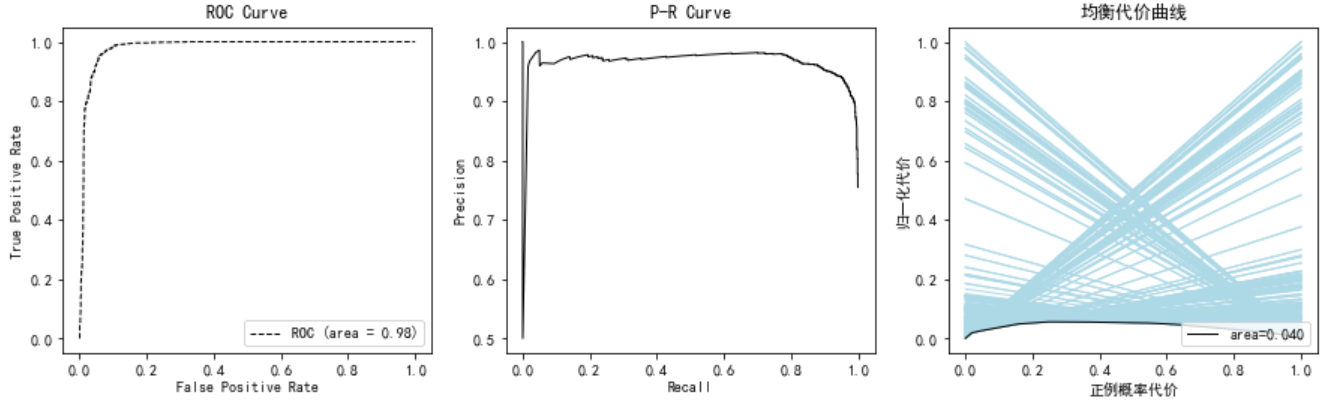 ROC Curve
True Positive Rate
1.0
0.8
0.6
0.4
0.2
0.0
ROC (area = 0.98)
0.0 0.2 0.4 0.6 0.8 1.0
False Positive Rate
P-R Curve
Precision
1.0
0.9
0.8
0.7
0.6
0.5
0.0 0.2 0.4 0.6 0.8 1.0
Recall
均衡代价曲线
归一化代价
1.0
0.8
0.6
0.4
0.2
0.0
area=0.040
0.0 0.2 0.4 0.6 0.8 1.0
正例概率代价